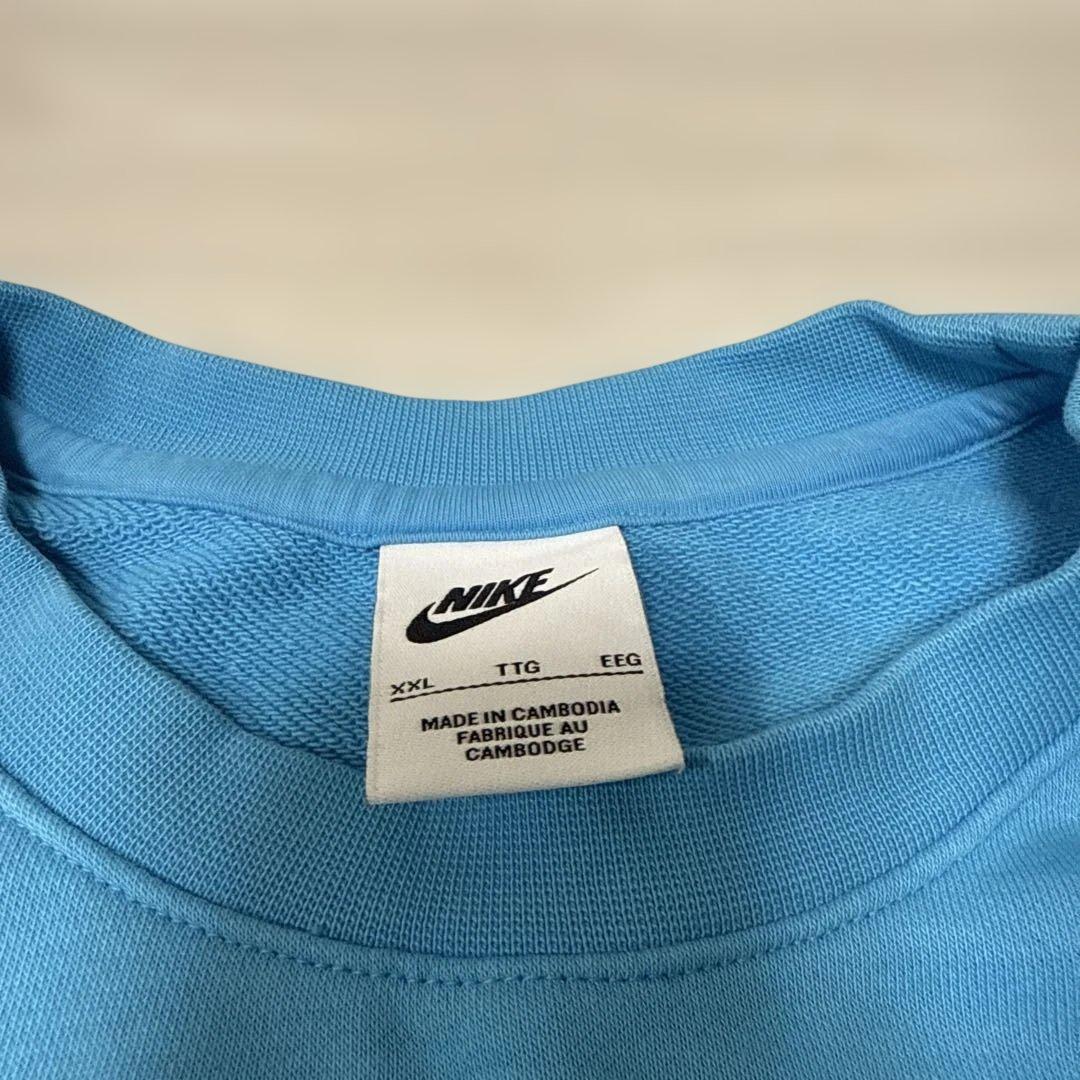 NIKE
XXL TTG EEG
MADE IN CAMBODIA
FABRIQUE AU
CAMBODGE